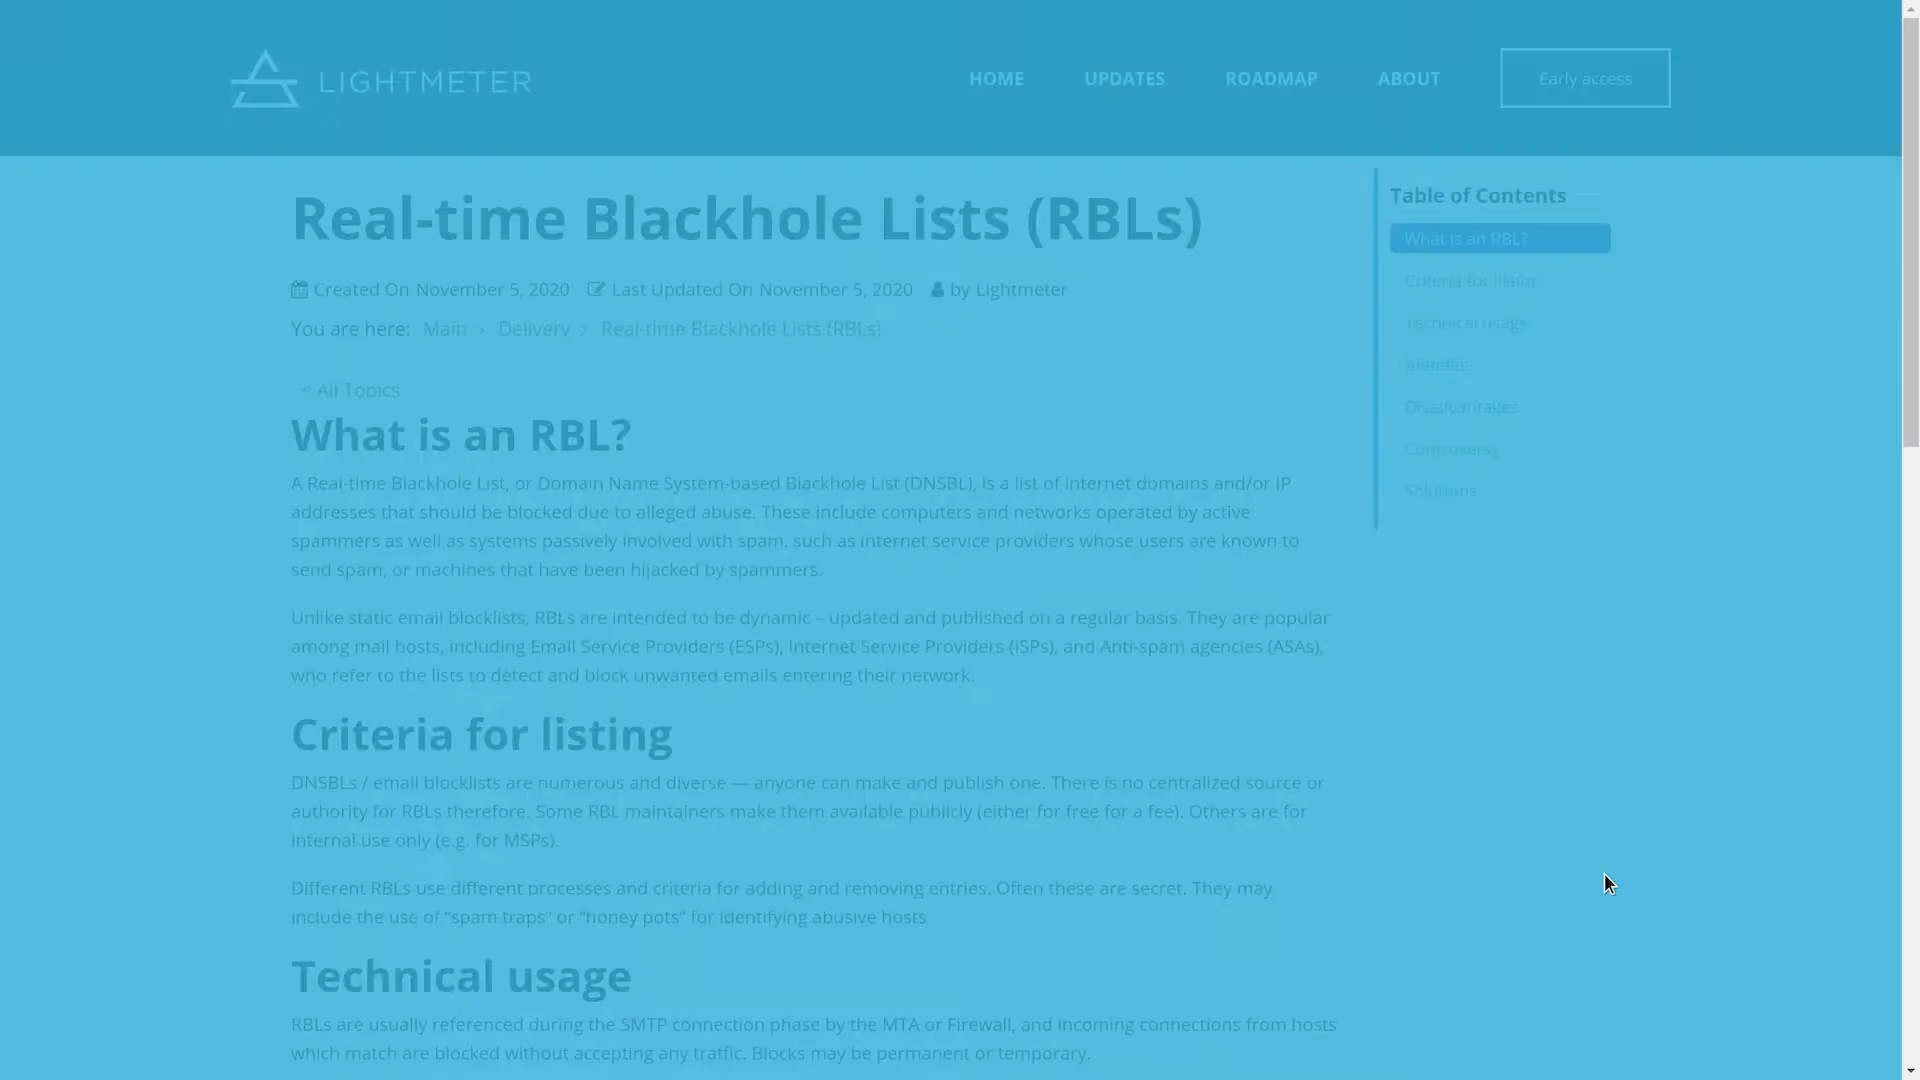 LIGHTMETER
HOME
UPDATES
ROADMAP
ABOUT
Early access
Real-time Blackhole Lists (RBLs)
Created On November 5, 2020 Last Updated On November 5, 2020 by Lightmeter
You are here: Main › Delivery › Real-time Blackhole Lists (RBLs)
< All Topics
What is an RBL?
A Real-time Blackhole List, or Domain Name System-based Blackhole List (DNSBL), is a list of internet domains and/or IP
addresses that should be blocked due to alleged abuse. These include computers and networks operated by active
spammers as well as systems passively involved with spam, such as internet service providers whose users are known to
send spam, or machines that have been hijacked by spammers.
Unlike static email blocklists, RBLs are intended to be dynamic – updated and published on a regular basis. They are popular
among mail hosts, including Email Service Providers (ESPs), Internet Service Providers (ISPs), and Anti-spam agencies (ASAs),
who refer to the lists to detect and block unwanted emails entering their network.
Criteria for listing
DNSBLs / email blocklists are numerous and diverse — anyone can make and publish one. There is no centralized source or
authority for RBLs therefore. Some RBL maintainers make them available publicly (either for free for a fee). Others are for
internal use only (e.g. for MSPs).
Different RBLs use different processes and criteria for adding and removing entries. Often these are secret. They may
include the use of “spam traps” or “honey pots” for identifying abusive hosts
Technical usage
RBLs are usually referenced during the SMTP connection phase by the MTA or Firewall, and incoming connections from hosts
which match are blocked without accepting any traffic. Blocks may be permanent or temporary.
Table of Contents
What is an RBL?
Criteria for listing
Technical usage
Disadvantages
Controversy
Solutions